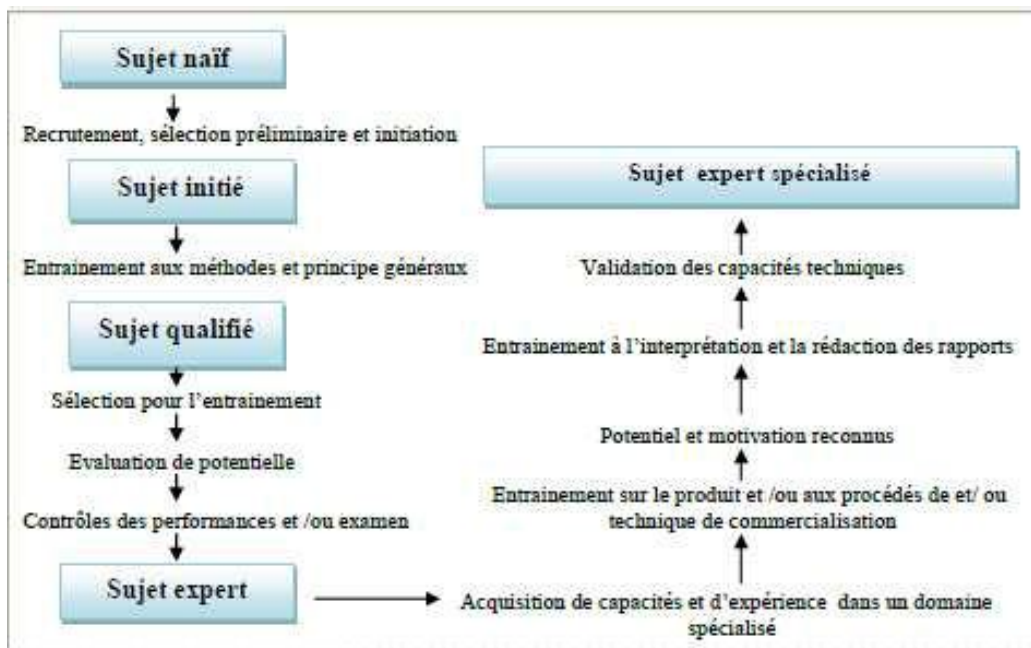 Sujet naïf
Recrutement, sélection préliminaire et initiation
Sujet initié
Entrainement aux méthodes et principe généraux
Sujet qualifié
Sélection pour l'entrainement
Evaluation de potentielle
Contrôles des performances et /ou examen
Sujet expert
Acquisition de capacités et d'expérience dans un domaine
spécialisé
Entrainement sur le produit et /ou aux procédés de et/ ou
technique de commercialisation
Potentiel et motivation reconnus
Entrainement à l'interprétation et la rédaction des rapports
Validation des capacités techniques
Sujet expert spécialisé